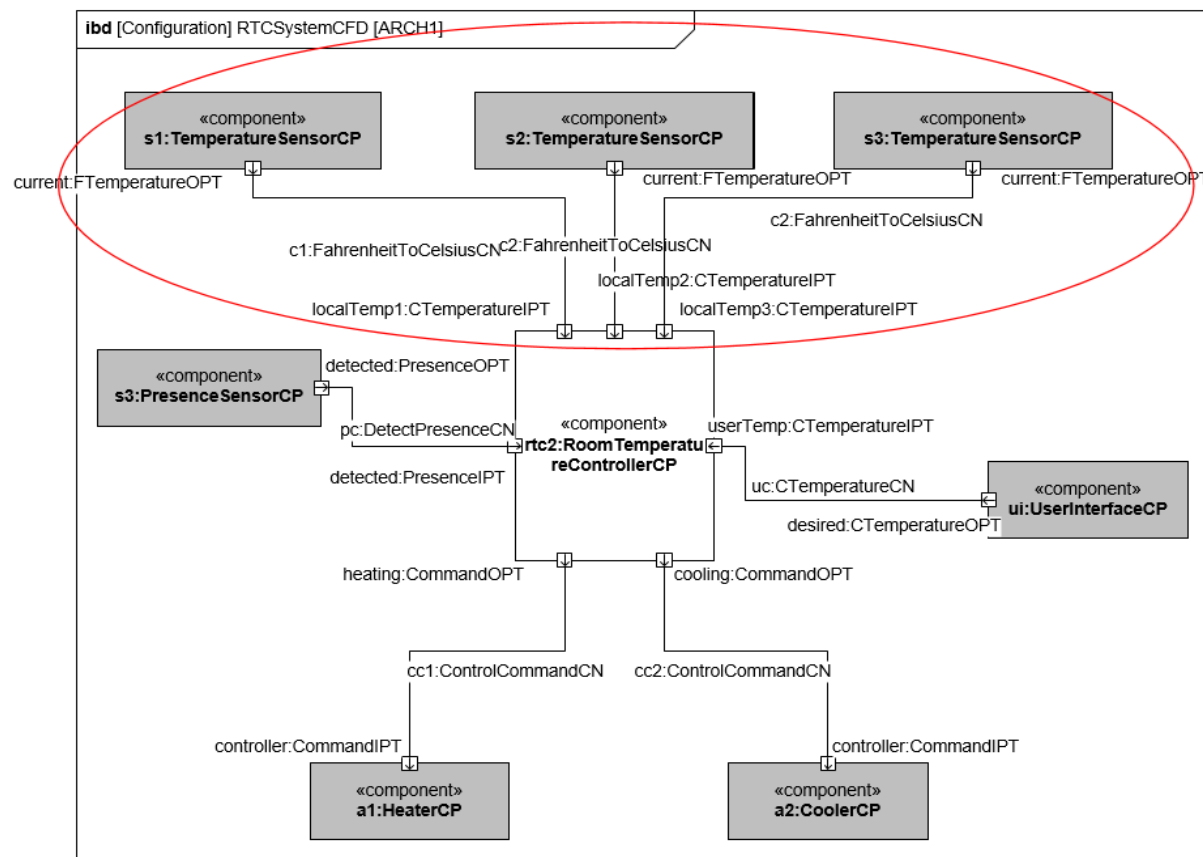 ibd [Configuration] RTCSystemCFD [ARCH1]
«component»
s1:TemperatureSensorCP
«component»
s2:TemperatureSensorCP
«component»
s3:TemperatureSensorCP
current:FTemperatureOPT
current:FTemperatureOPT
current:FTemperatureOPT
c2:FahrenheitToCelsiusCN
c1:FahrenheitToCelsiusCN
c2:FahrenheitToCelsiusCN
localTemp2:CTemperatureIPT
localTemp1:CTemperatureIPT
localTemp3:CTemperatureIPT
detected:PresenceOPT
«component»
s3:PresenceSensorCP
pc:DetectPresenceCN
detected:PresenceIPT
«component»
rtc2:RoomTemperatu
reControllerCP
userTemp:CTemperatureIPT
uc:CTemperatureCN
«component»
ui:UserInterfaceCP
desired:CTemperatureOPT
heating:CommandOPT
cooling:CommandOPT
cc1:ControlCommandCN
cc2:ControlCommandCN
controller:CommandIPT
controller:CommandIPT
«component»
a1:HeaterCP
«component»
a2:CoolerCP